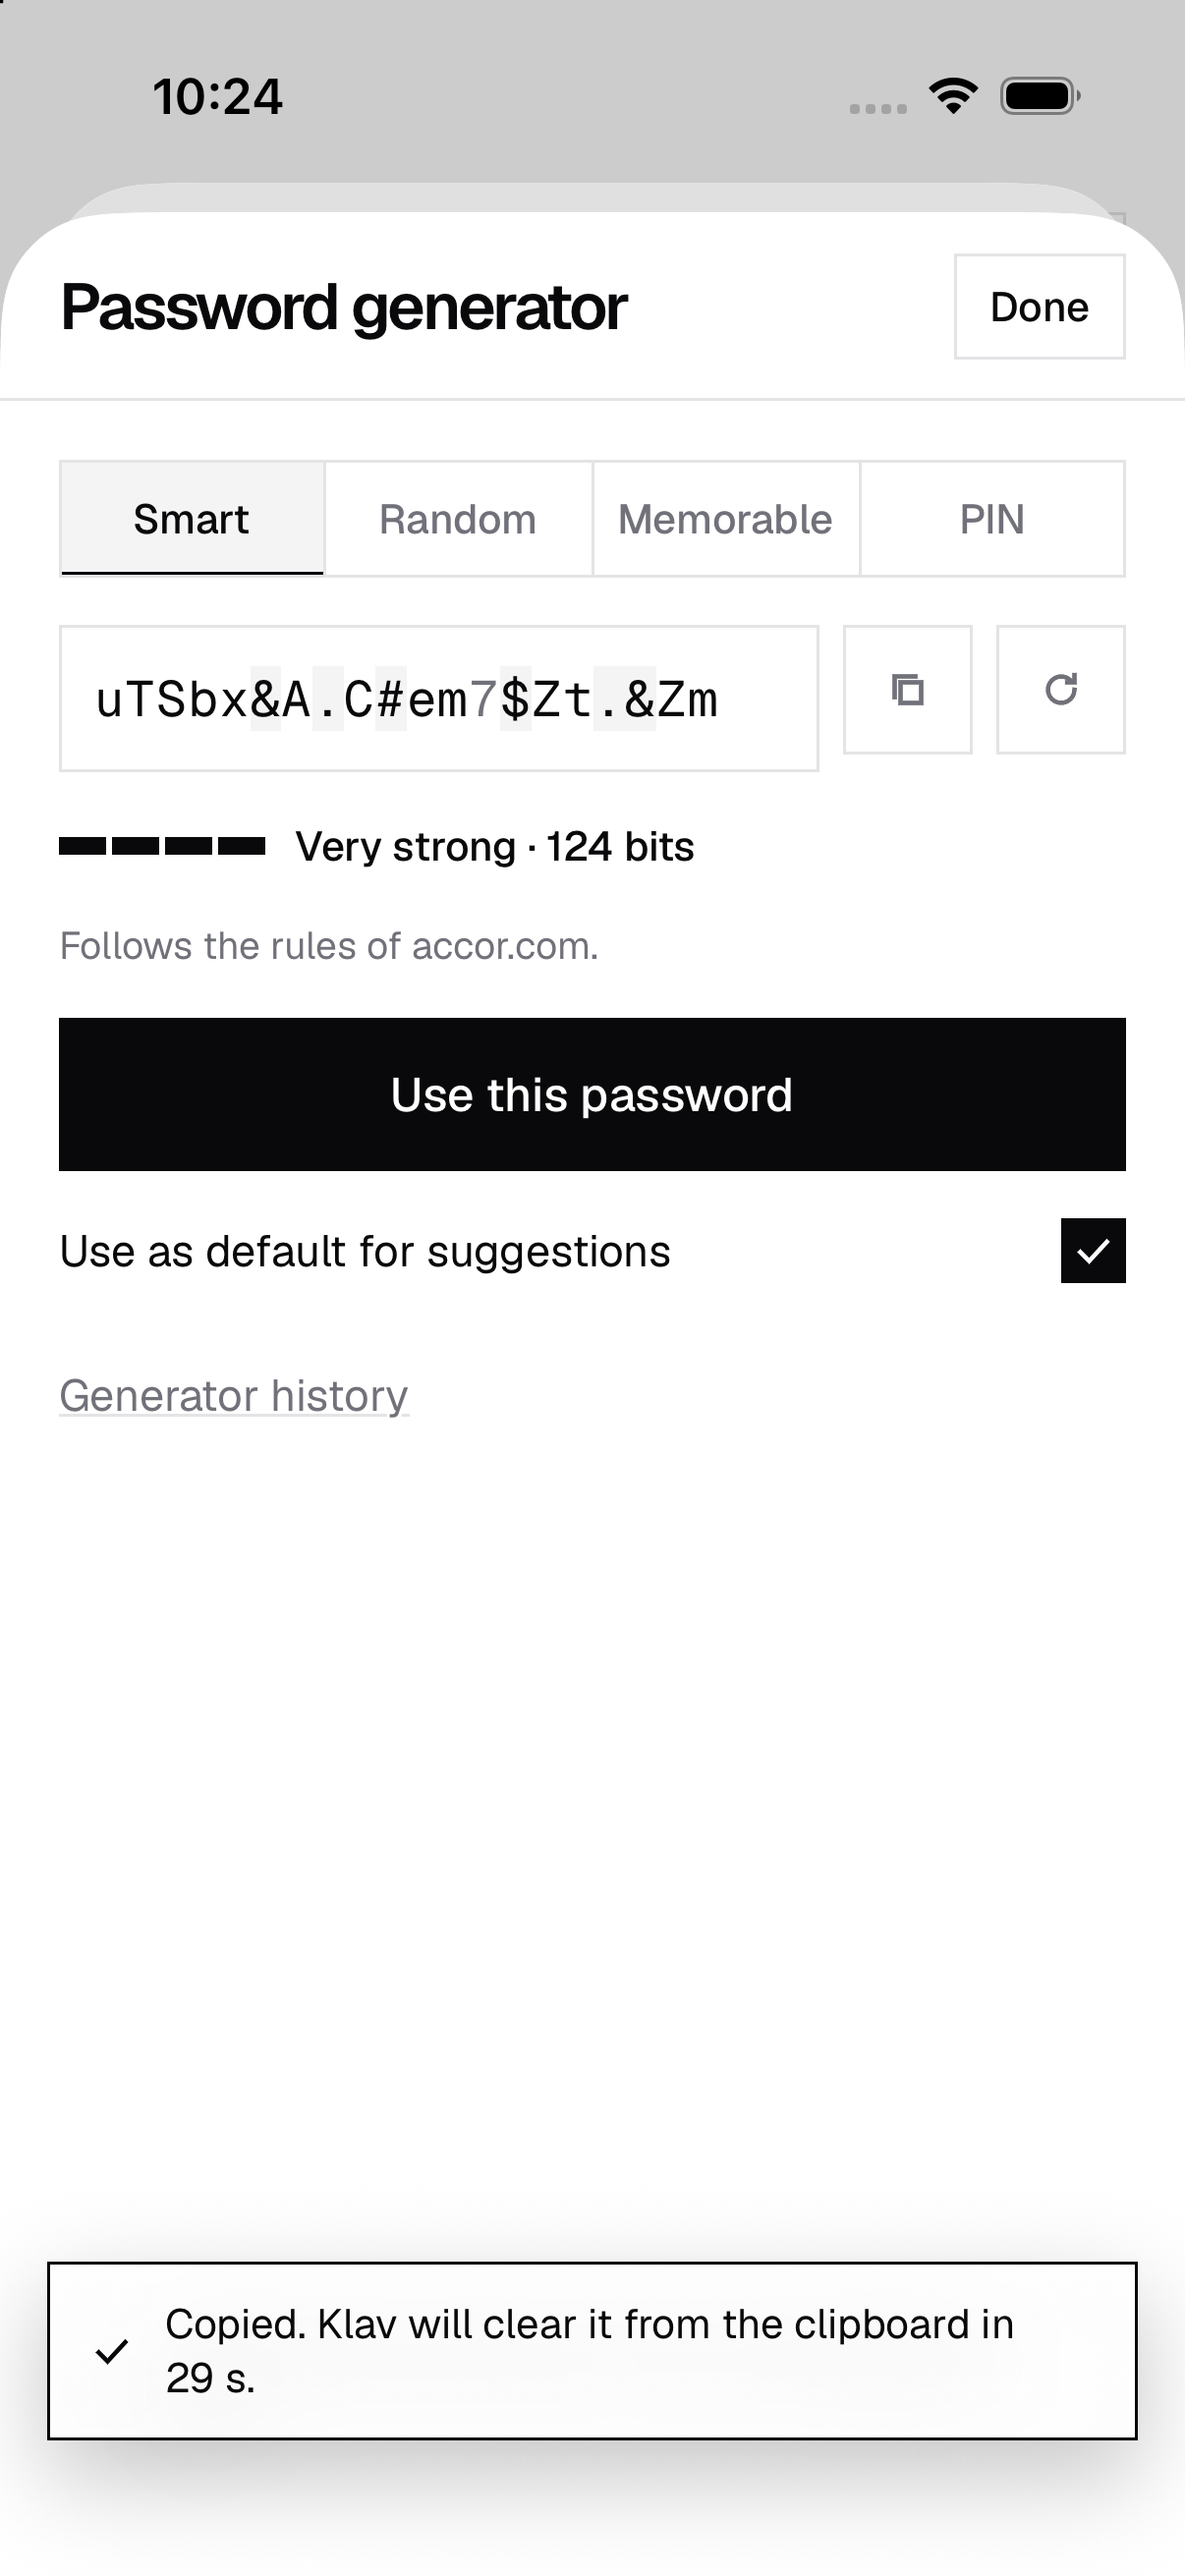 10:24
Password generator
Done
Smart
Random
Memorable
PIN
uTSbx&A.C#em7$Zt.&Zm
Very strong · 124 bits
Follows the rules of accor.com.
Use this password
Use as default for suggestions
Generator history
Copied. Klav will clear it from the clipboard in
29 s.